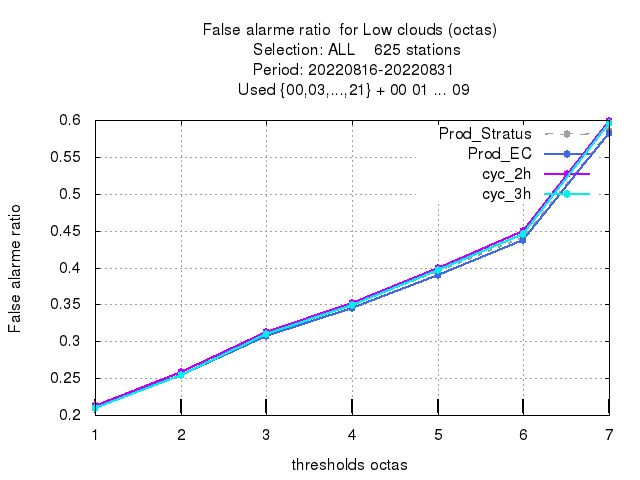 False alarme ratio  for Low clouds (octas)
Selection: ALL    625 stations
Period: 20220816-20220831
Used {00,03,...,21} + 00 01 ... 09
Prod_Stratus
Prod_EC
cyc_2h
cyc_3h
False alarme ratio
0.6
0.55
0.5
0.45
0.4
0.35
0.3
0.25
0.2
1 2 3 4 5 6 7
thresholds octas